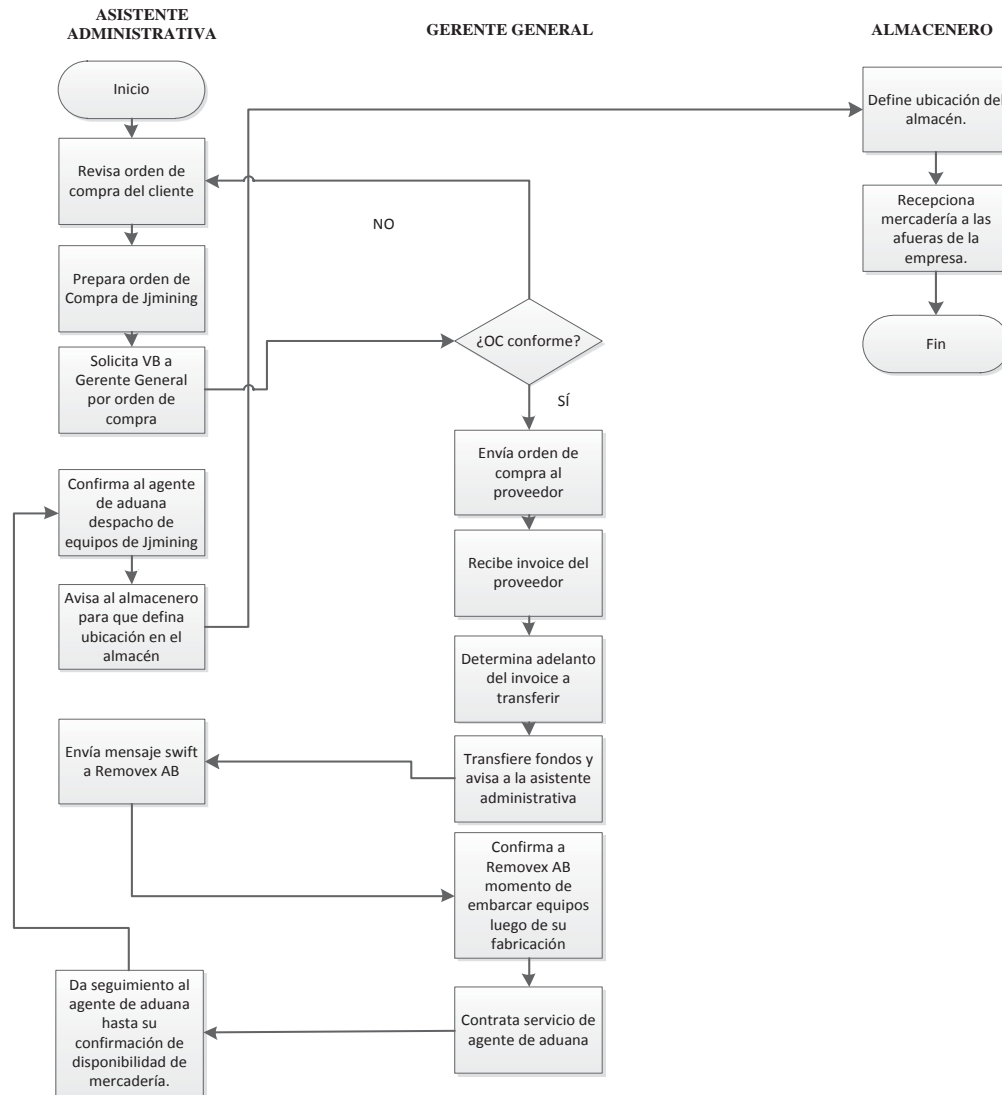 ASISTENTE
ADMINISTRATIVA
GERENTE GENERAL
ALMACENERO
Inicio
Revisa orden de
compra del cliente
Prepara orden de
Compra de Jjmining
Solicita VB a
Gerente General
por orden de
compra
Confirma al agente
de aduana
despacho de
equipos de Jjmining
Avisa al almacenero
para que defina
ubicación en el
almacén
Envía mensaje swift
a Removex AB
Da seguimiento al
agente de aduana
hasta su
confirmación de
disponibilidad de
mercadería.
NO
¿OC conforme?
SÍ
Envía orden de
compra al
proveedor
Recibe invoice del
proveedor
Determina adelanto
del invoice a
transferir
Transfiere fondos y
avisa a la asistente
administrativa
Confirma a
Removex AB
momento de
embarcar equipos
luego de su
fabricación
Contrata servicio de
agente de aduana
Define ubicación del
almacén.
Recepciona
mercadería a las
afueras de la
empresa.
Fin